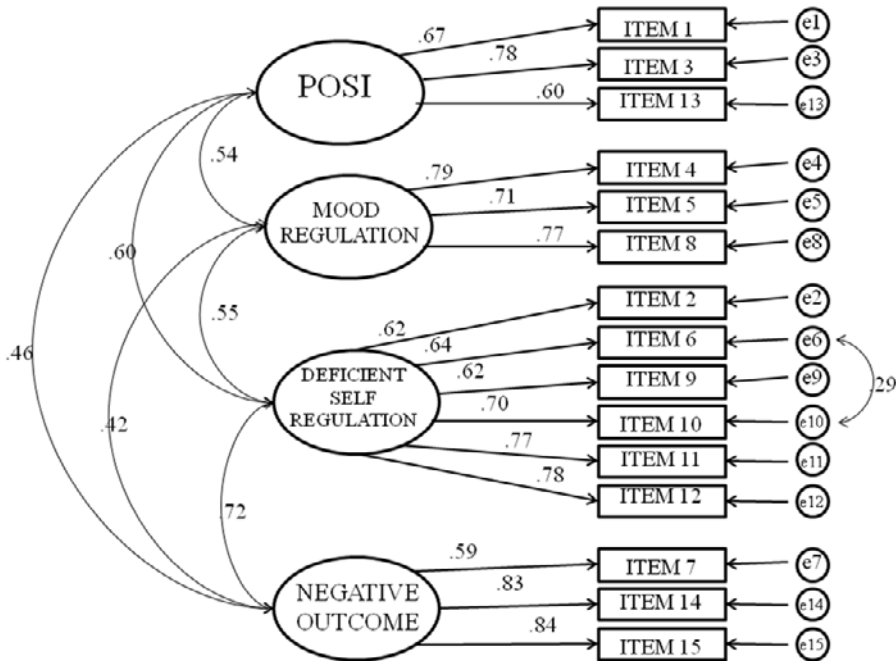 .67
ITEM 1
e1
.78
ITEM 3
e3
POSI
.60
ITEM 13
e13
.54
.79
ITEM 4
e4
MOOD
REGULATION
.71
ITEM 5
e5
.77
ITEM 8
e8
.60
.55
.62
ITEM 2
e2
.64
ITEM 6
e6
.46
DEFICIENT
SELF
REGULATION
.62
ITEM 9
e9
.29
.42
.70
ITEM 10
e10
.77
ITEM 11
e11
.78
ITEM 12
e12
.72
.59
ITEM 7
e7
NEGATIVE
OUTCOME
.83
ITEM 14
e14
.84
ITEM 15
e15